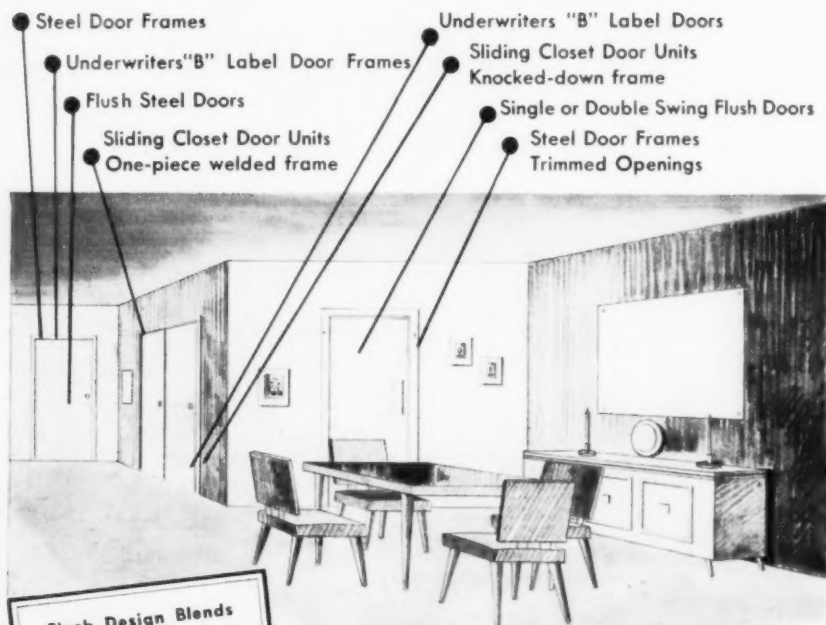 Steel Door Frames
Underwriters"B" Label Door Frames
Flush Steel Doors
Sliding Closet Door Units
One-piece welded frame
Underwriters "B" Label Doors
Sliding Closet Door Units
Knocked-down frame
Single or Double Swing Flush Doors
Steel Door Frames
Trimmed Openings
Flush Design Blends